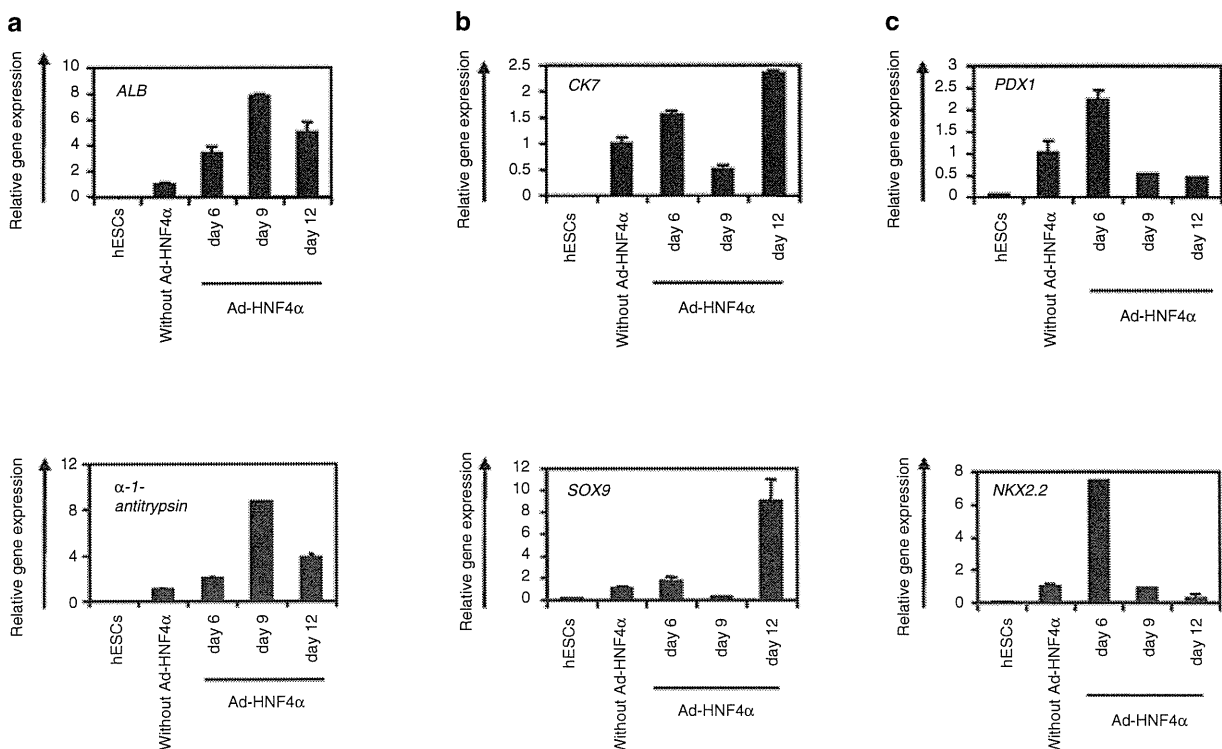 a
Relative gene expression
10
8
6
4
2
0
ALB
hESCs
Without Ad-HNF4α
day 6
day 9
day 12
Ad-HNF4α
b
Relative gene expression
2.5
2
1.5
1
0.5
0
CK7
hESCs
Without Ad-HNF4α
day 6
day 9
day 12
Ad-HNF4α
c
Relative gene expression
3
2.5
2
1.5
1
0.5
0
PDX1
hESCs
Without Ad-HNF4α
day 6
day 9
day 12
Ad-HNF4α
Relative gene expression
12
8
4
0
α-1-
antitrypsin
hESCs
Without Ad-HNF4α
day 6
day 9
day 12
Ad-HNF4α
Relative gene expression
12
10
8
6
4
2
0
SOX9
hESCs
Without Ad-HNF4α
day 6
day 9
day 12
Ad-HNF4α
Relative gene expression
8
6
4
2
0
NKX2.2
hESCs
Without Ad-HNF4α
day 6
day 9
day 12
Ad-HNF4α